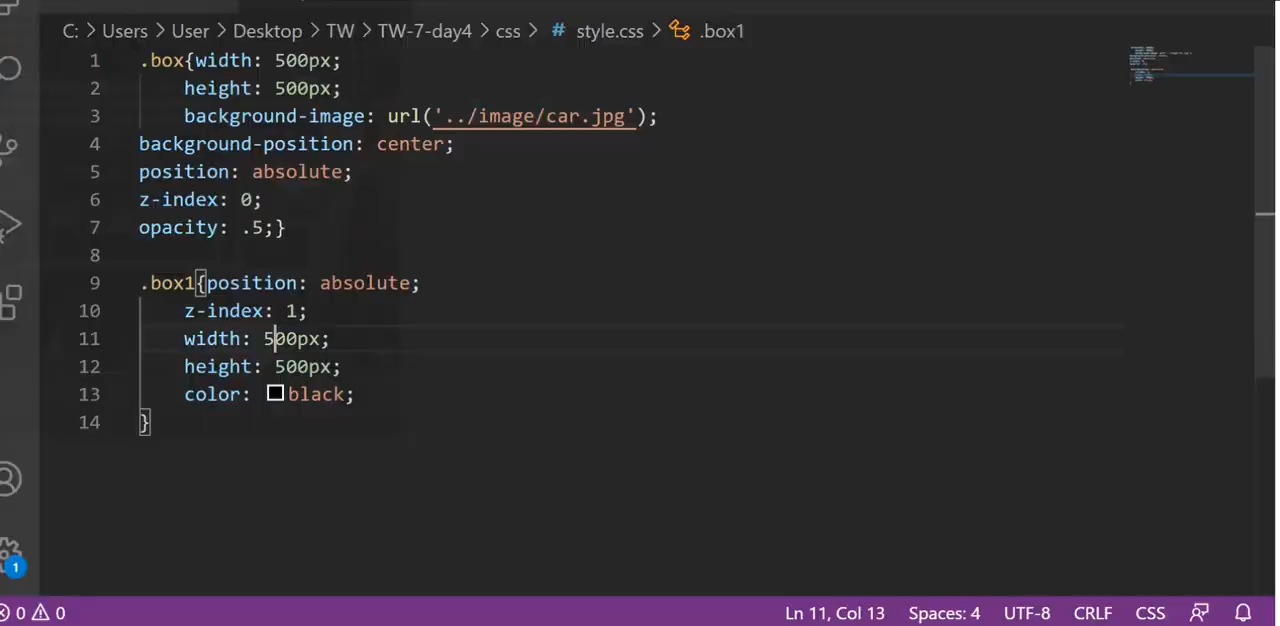 C: > Users > User > Desktop > TW > TW-7-day4 > css > # style.css > .box1
1 .box{width: 500px;
2 height: 500px;
3 background-image: url('../image/car.jpg');
4 background-position: center;
5 position: absolute;
6 z-index: 0;
7 opacity: .5;}
8
9 .box1{position: absolute;
10 z-index: 1;
11 width: 500px;
12 height: 500px;
13 color: black;
14 }
1
0 0 Ln 11, Col 13 Spaces: 4 UTF-8 CRLF CSS